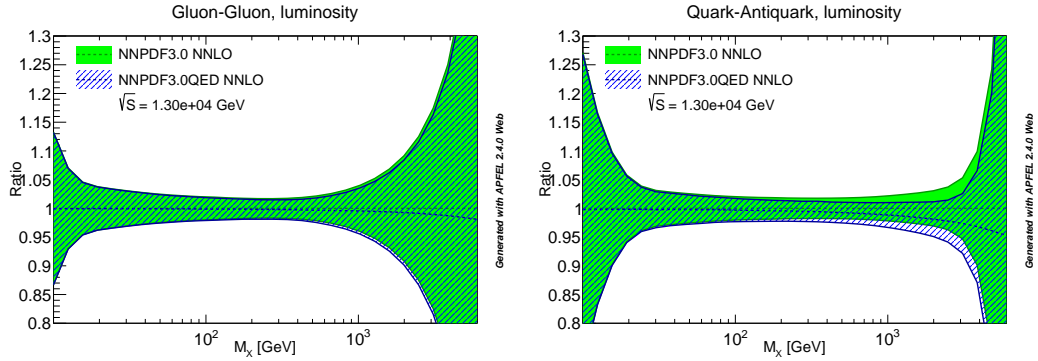 Gluon-Gluon, luminosity
1.3
1.25
1.2
1.15
1.1
1.05
1
0.95
0.9
0.85
0.8
Ratio
NNPDF3.0 NNLO
NNPDF3.0QED NNLO
√S = 1.30e+04 GeV
Generated with APFEL 2.4.0 Web
10²
10³
M_X [GeV]
Quark-Antiquark, luminosity
1.3
1.25
1.2
1.15
1.1
1.05
1
0.95
0.9
0.85
0.8
Ratio
NNPDF3.0 NNLO
NNPDF3.0QED NNLO
√S = 1.30e+04 GeV
Generated with APFEL 2.4.0 Web
10²
10³
M_X [GeV]